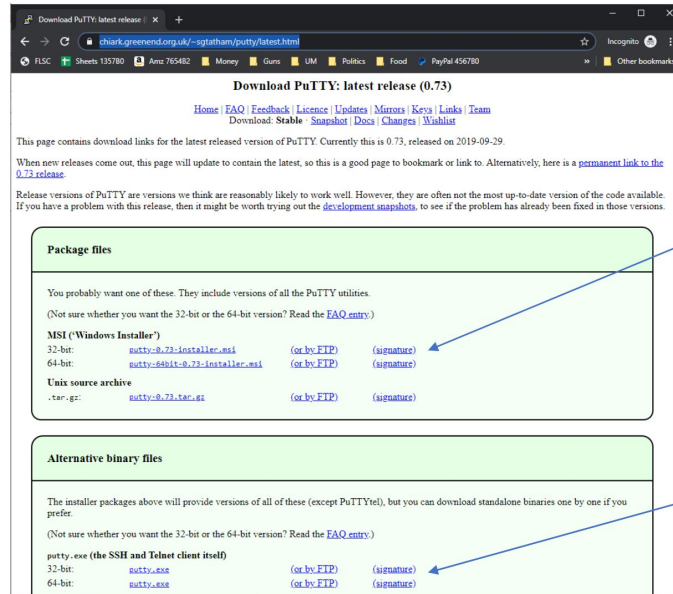 Download PuTTY: latest release (
chiark.greenend.org.uk/~sgtatham/putty/latest.html
Incognito
FLSC Sheets 135780 Amz 765482 Money Guns UM Politics Food PayPal 456780 » Other bookmarks
Download PuTTY: latest release (0.73)
Home | FAQ | Feedback | Licence | Updates | Mirrors | Keys | Links | Team
Download: Stable · Snapshot | Docs | Changes | Wishlist
This page contains download links for the latest released version of PuTTY. Currently this is 0.73, released on 2019-09-29.
When new releases come out, this page will update to contain the latest, so this is a good page to bookmark or link to. Alternatively, here is a permanent link to the
0.73 release.
Release versions of PuTTY are versions we think are reasonably likely to work well. However, they are often not the most up-to-date version of the code available.
If you have a problem with this release, then it might be worth trying out the development snapshots, to see if the problem has already been fixed in those versions.
Package files
You probably want one of these. They include versions of all the PuTTY utilities.
(Not sure whether you want the 32-bit or the 64-bit version? Read the FAQ entry.)
MSI (‘Windows Installer’)
32-bit: putty-0.73-installer.msi (or by FTP) (signature)
64-bit: putty-64bit-0.73-installer.msi (or by FTP) (signature)
Unix source archive
.tar.gz: putty-0.73.tar.gz (or by FTP) (signature)
Alternative binary files
The installer packages above will provide versions of all of these (except PuTTYtel), but you can download standalone binaries one by one if you
prefer.
(Not sure whether you want the 32-bit or the 64-bit version? Read the FAQ entry.)
putty.exe (the SSH and Telnet client itself)
32-bit: putty.exe (or by FTP) (signature)
64-bit: putty.exe (or by FTP) (signature)